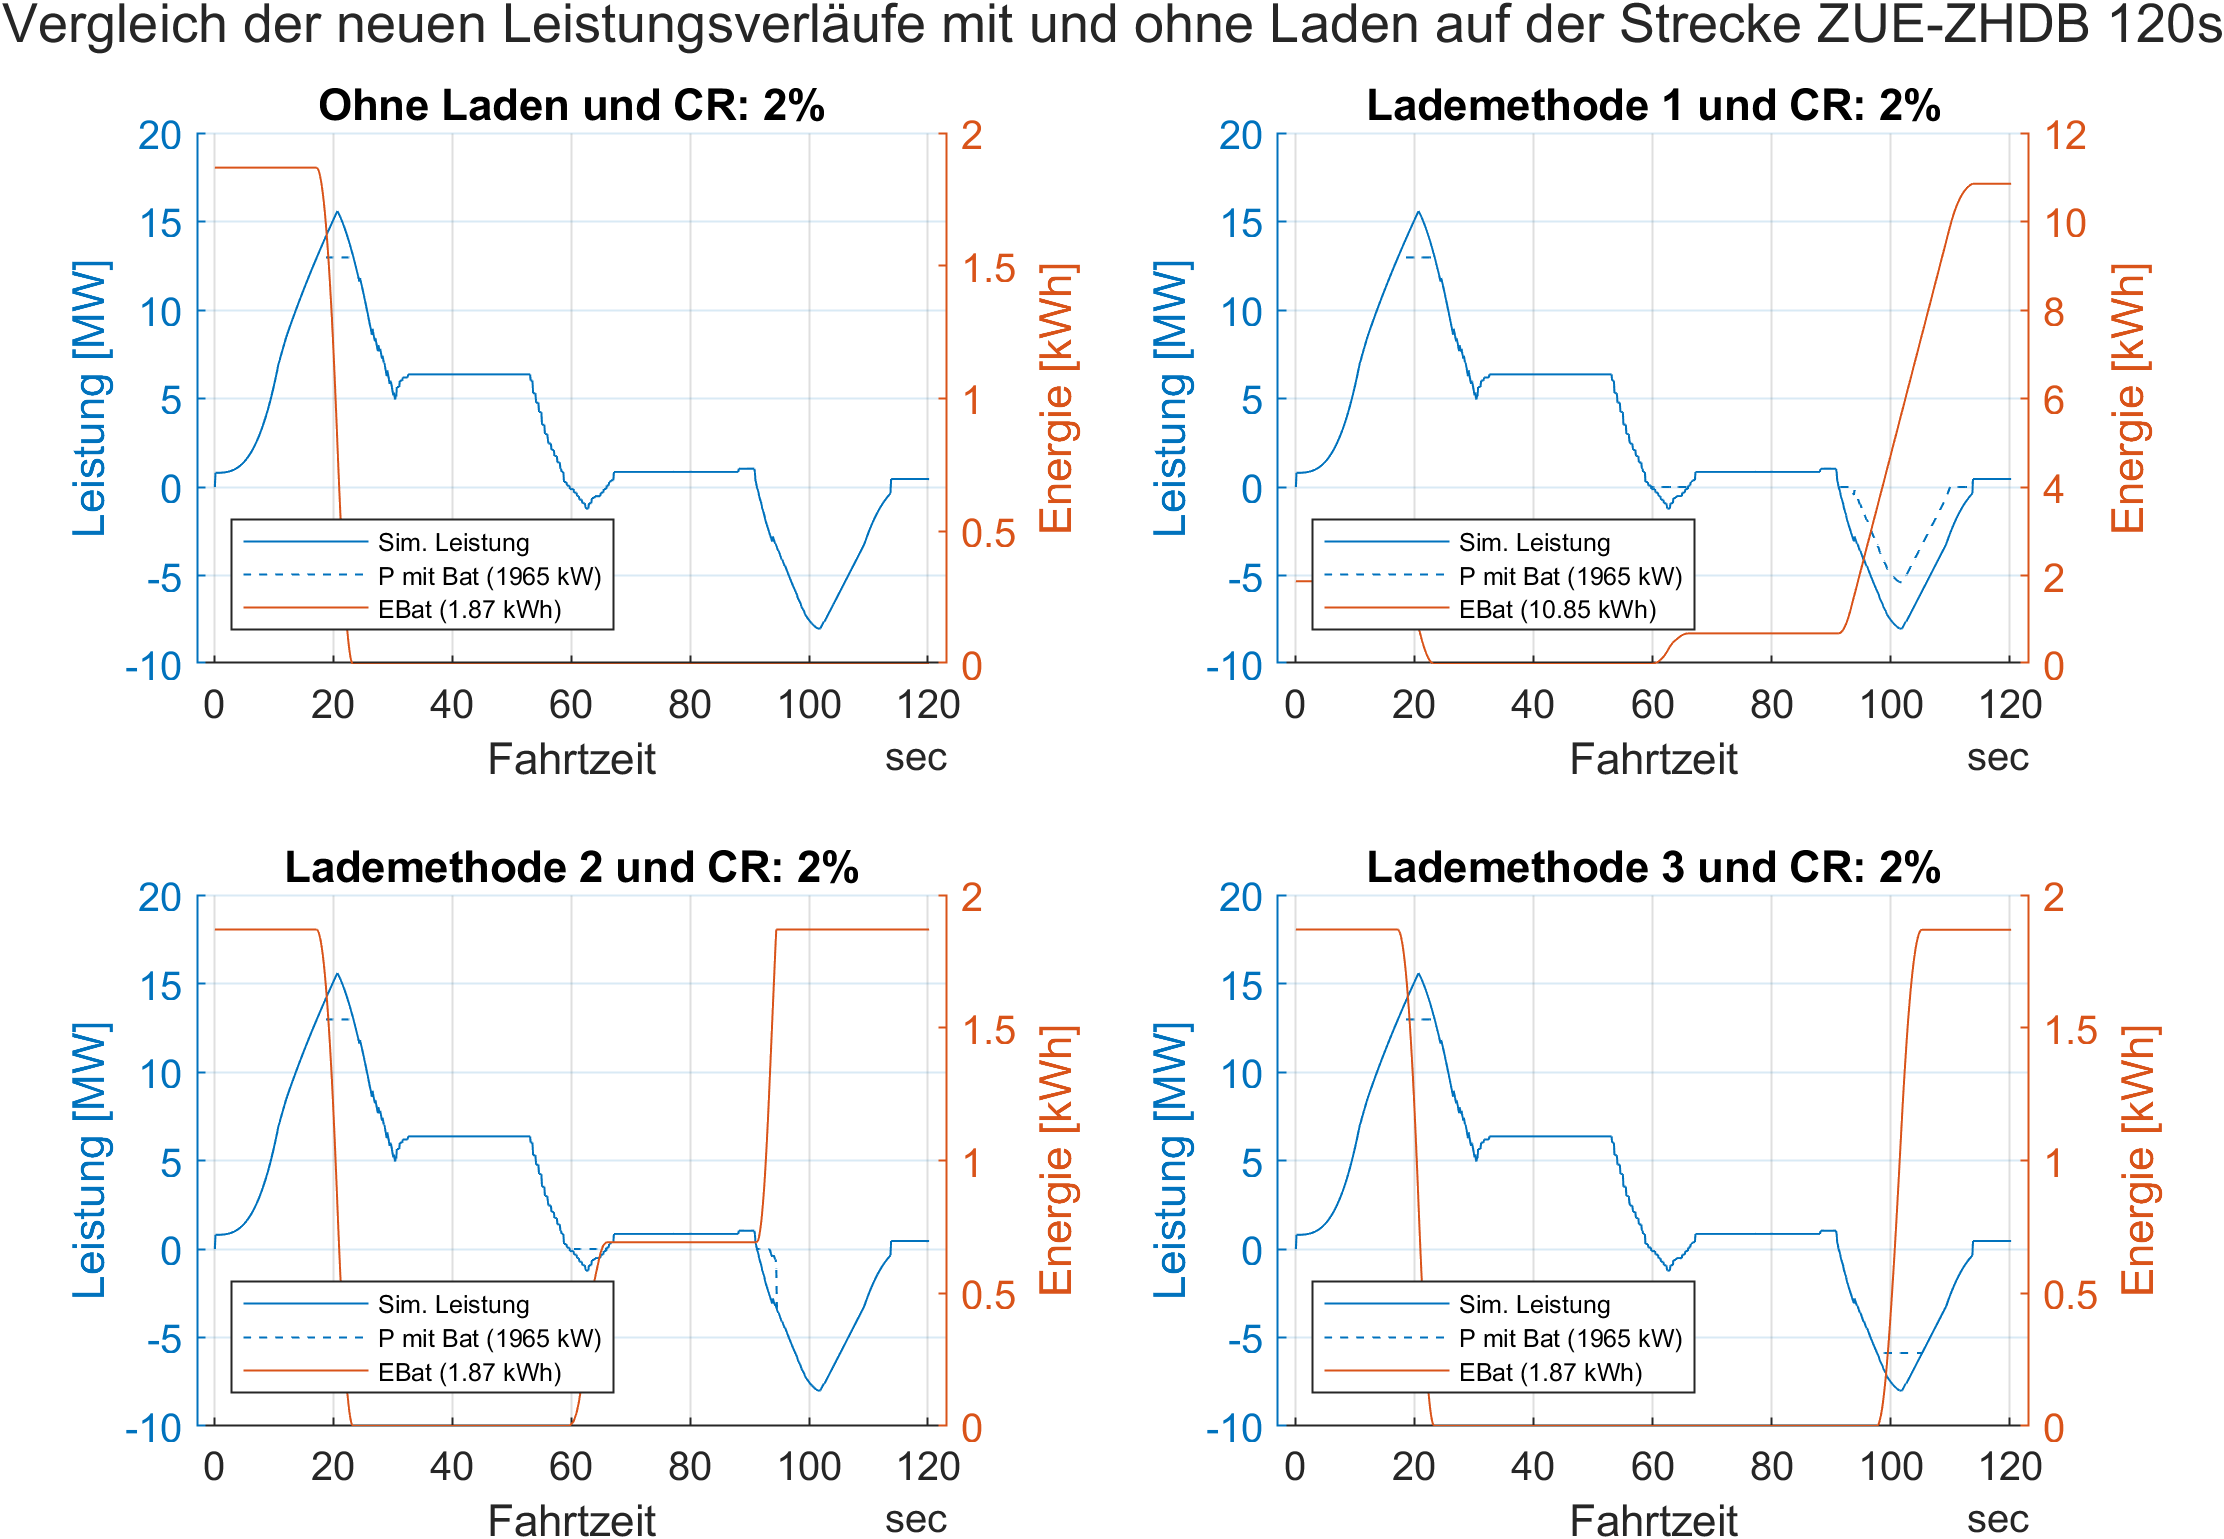 Vergleich der neuen Leistungsverläufe mit und ohne Laden auf der Strecke ZUE-ZHDB 120s
Ohne Laden und CR: 2%
20
15
10
5
0
-5
-10
Leistung [MW]
2
1.5
1
0.5
0
Energie [kWh]
Sim. Leistung
P mit Bat (1965 kW)
EBat (1.87 kWh)
0 20 40 60 80 100 120
Fahrtzeit
sec
Lademethode 1 und CR: 2%
20
15
10
5
0
-5
-10
Leistung [MW]
12
10
8
6
4
2
0
Energie [kWh]
Sim. Leistung
P mit Bat (1965 kW)
EBat (10.85 kWh)
0 20 40 60 80 100 120
Fahrtzeit
sec
Lademethode 2 und CR: 2%
20
15
10
5
0
-5
-10
Leistung [MW]
2
1.5
1
0.5
0
Energie [kWh]
Sim. Leistung
P mit Bat (1965 kW)
EBat (1.87 kWh)
0 20 40 60 80 100 120
Fahrtzeit
sec
Lademethode 3 und CR: 2%
20
15
10
5
0
-5
-10
Leistung [MW]
2
1.5
1
0.5
0
Energie [kWh]
Sim. Leistung
P mit Bat (1965 kW)
EBat (1.87 kWh)
0 20 40 60 80 100 120
Fahrtzeit
sec